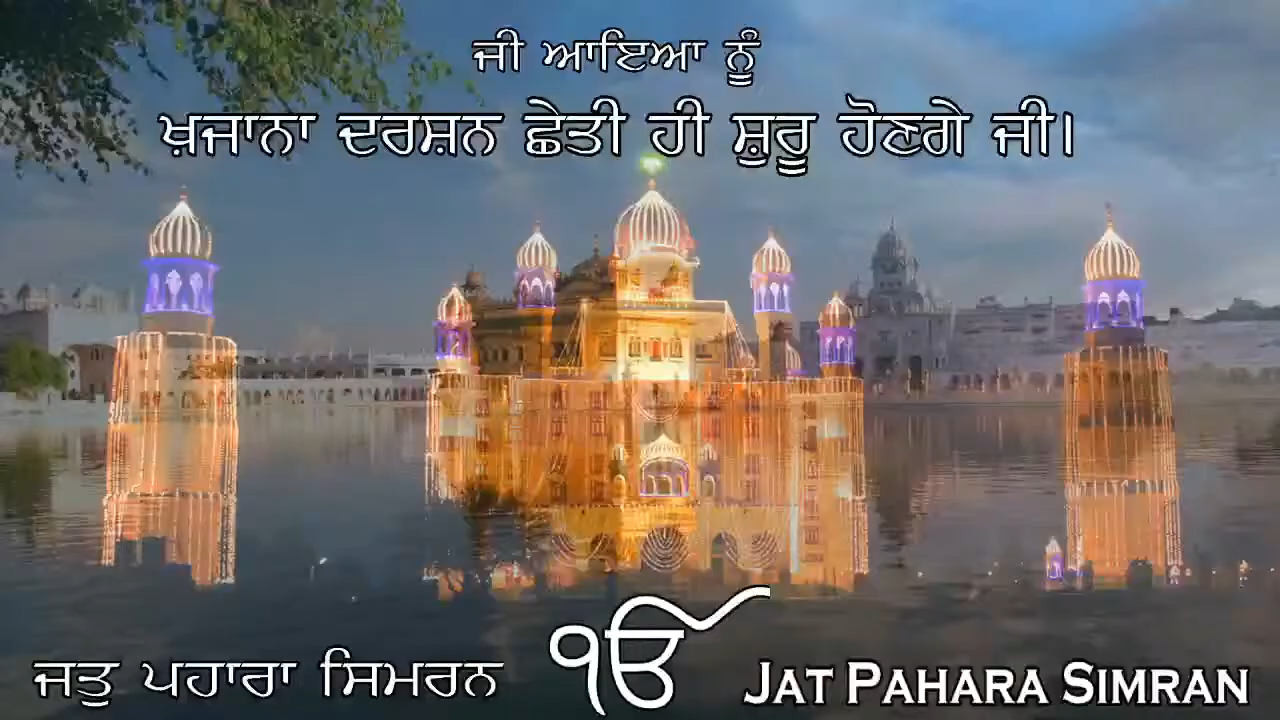 ਜੀ ਆਇਆ ਨੂੰ
ਖ਼ਜਾਨਾ ਦਰਸ਼ਨ ਛੇਤੀ ਹੀ ਸ਼ੁਰੂ ਹੋਣਗੇ ਜੀ।
ਜਤੁ ਪਹਾਰਾ ਸਿਮਰਨ
ੴ
JAT PAHARA SIMRAN